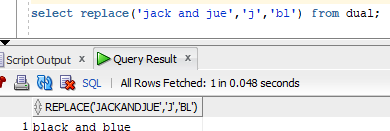 select replace('jack and jue','j','bl') from dual;
Script Output x Query Result x
SQL | All Rows Fetched: 1 in 0.048 seconds
REPLACE('JACKANDJUE','J','BL')
1 black and blue